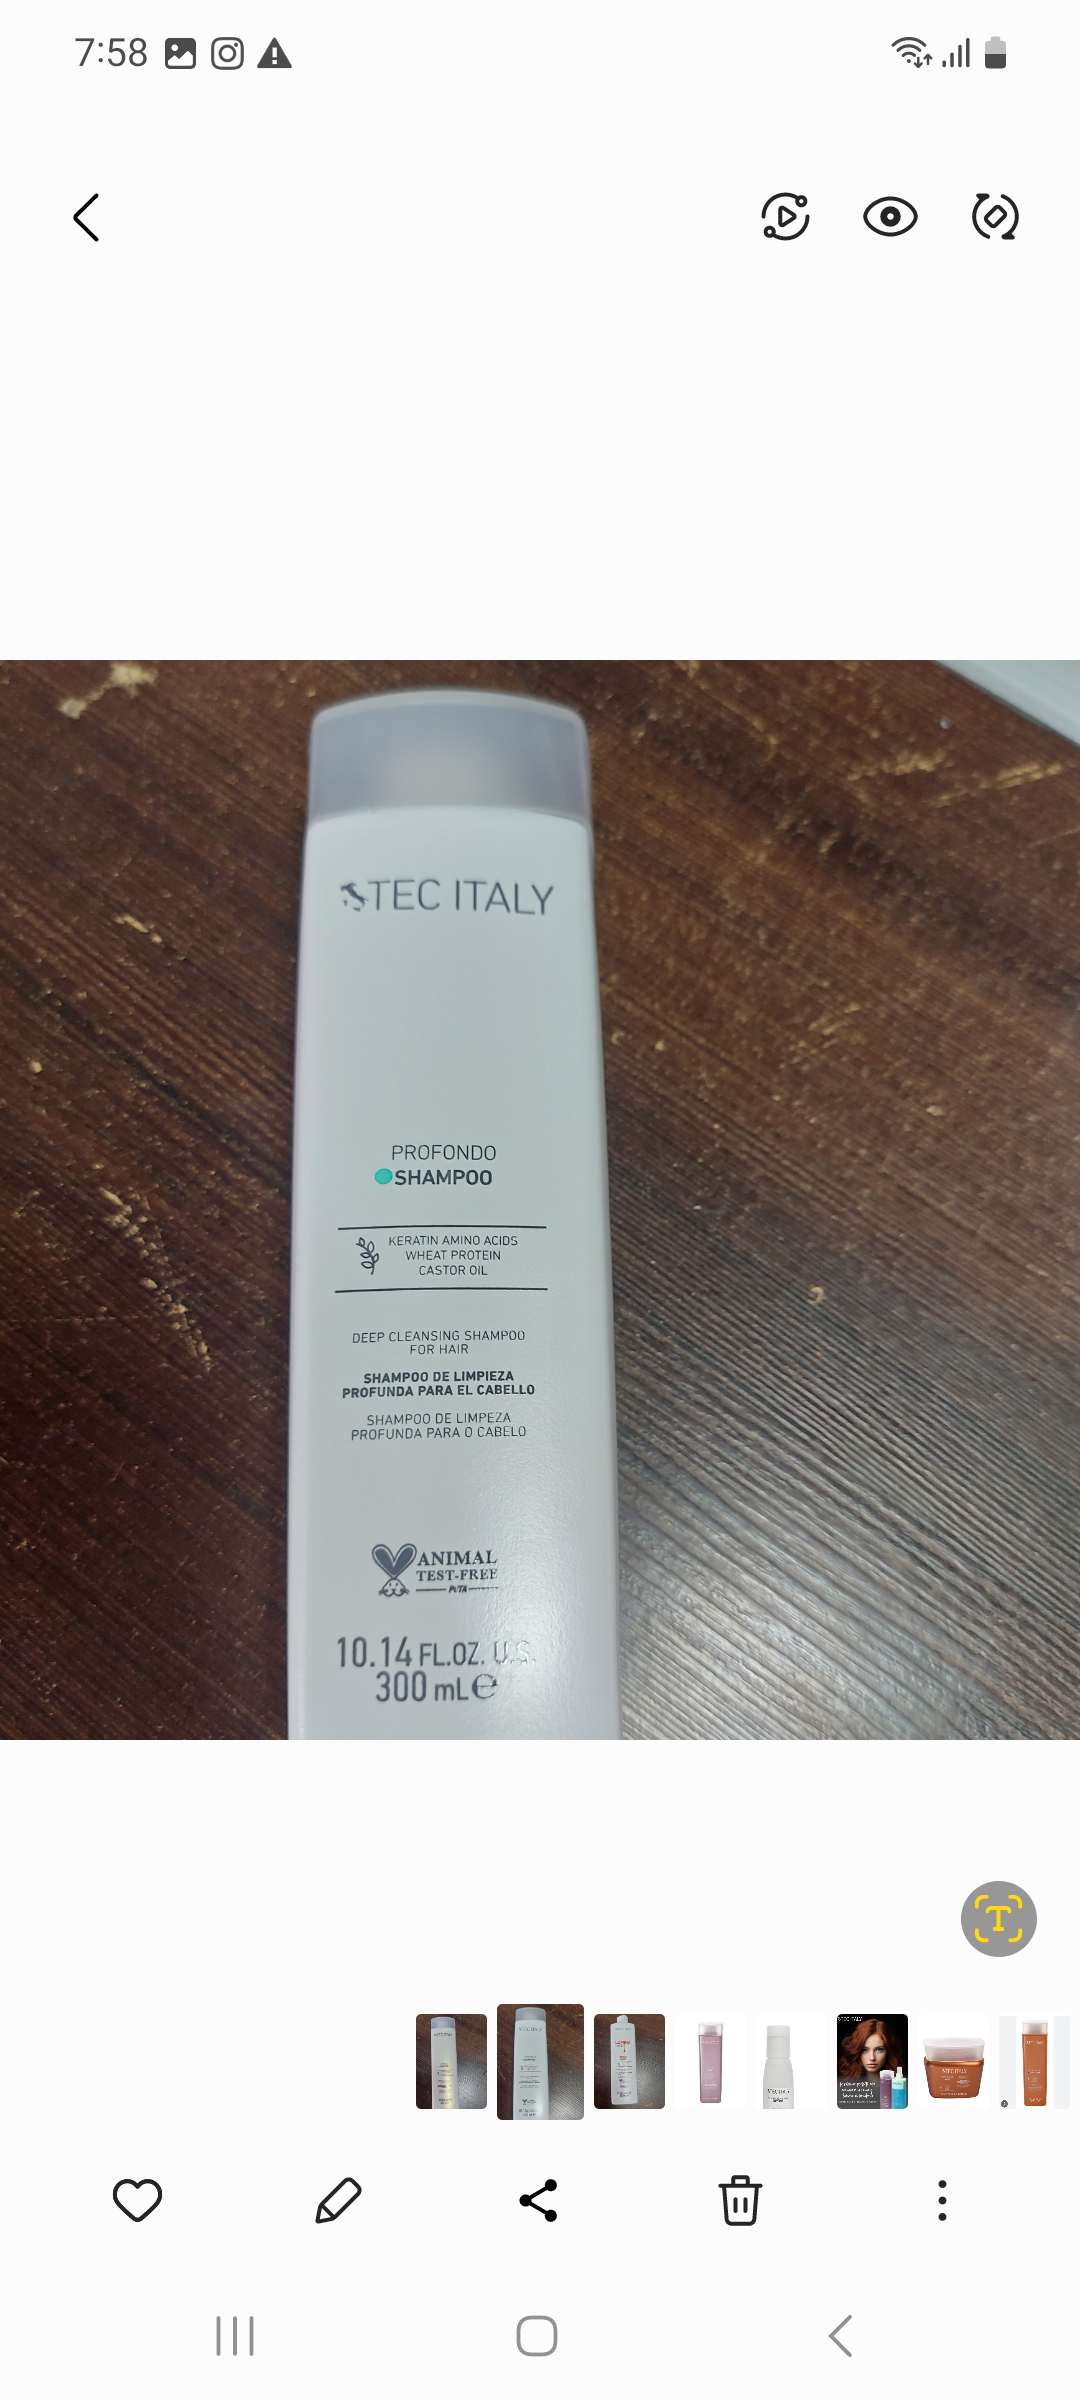 7:58
TEC ITALY
PROFONDO
SHAMPOO
KERATIN AMINO ACIDS
WHEAT PROTEIN
CASTOR OIL
DEEP CLEANSING SHAMPOO
FOR HAIR
SHAMPOO DE LIMPIEZA
PROFUNDA PARA EL CABELLO
SHAMPOO DE LIMPEZA
PROFUNDA PARA O CABELO
ANIMAL
TEST-FREE
PETA
10.14 FL.OZ. U.S.
300 mL℮
T